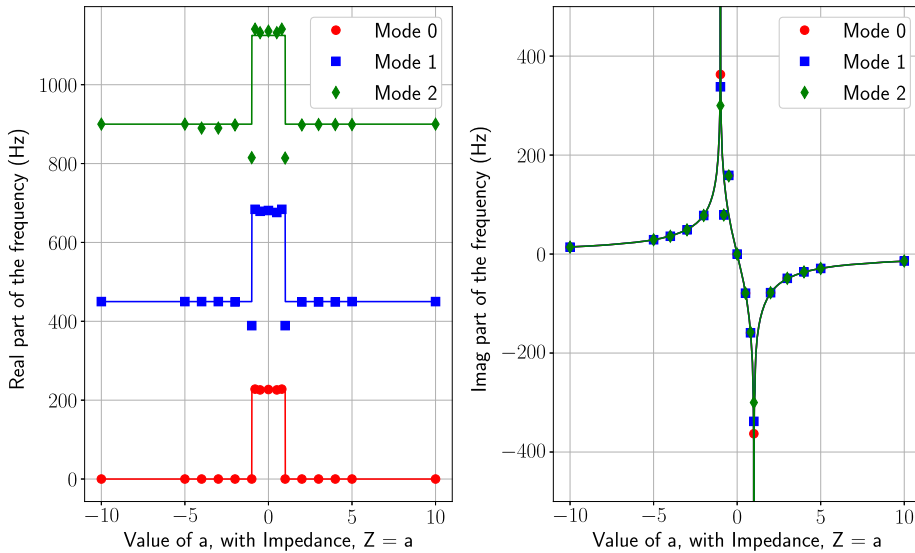 Real part of the frequency (Hz)
1000
800
600
400
200
0
−10
−5
0
5
10
Value of a, with Impedance, Z = a
Mode 0
Mode 1
Mode 2
Imag part of the frequency (Hz)
400
200
0
−200
−400
−10
−5
0
5
10
Value of a, with Impedance, Z = a
Mode 0
Mode 1
Mode 2